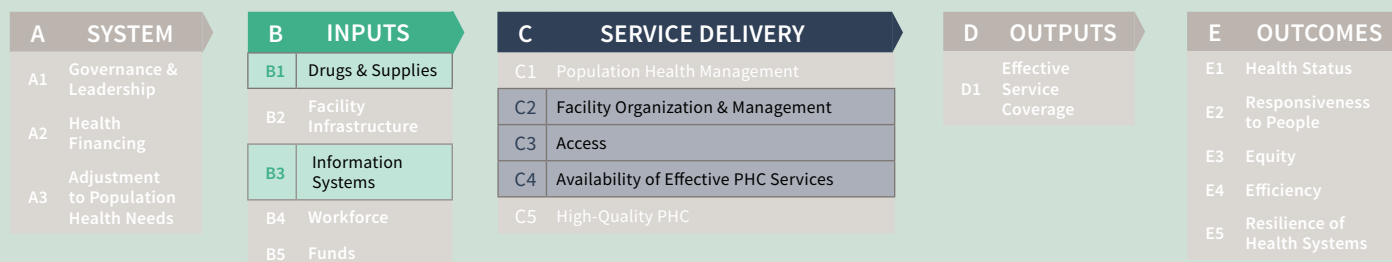 A SYSTEM
A1 Governance &
Leadership
A2 Health
Financing
A3 Adjustment
to Population
Health Needs
B INPUTS
B1 Drugs & Supplies
B2 Facility
Infrastructure
B3 Information
Systems
B4 Workforce
B5 Funds
C SERVICE DELIVERY
C1 Population Health Management
C2 Facility Organization & Management
C3 Access
C4 Availability of Effective PHC Services
C5 High-Quality PHC
D OUTPUTS
D1 Effective
Service
Coverage
E OUTCOMES
E1 Health Status
E2 Responsiveness
to People
E3 Equity
E4 Efficiency
E5 Resilience of
Health Systems